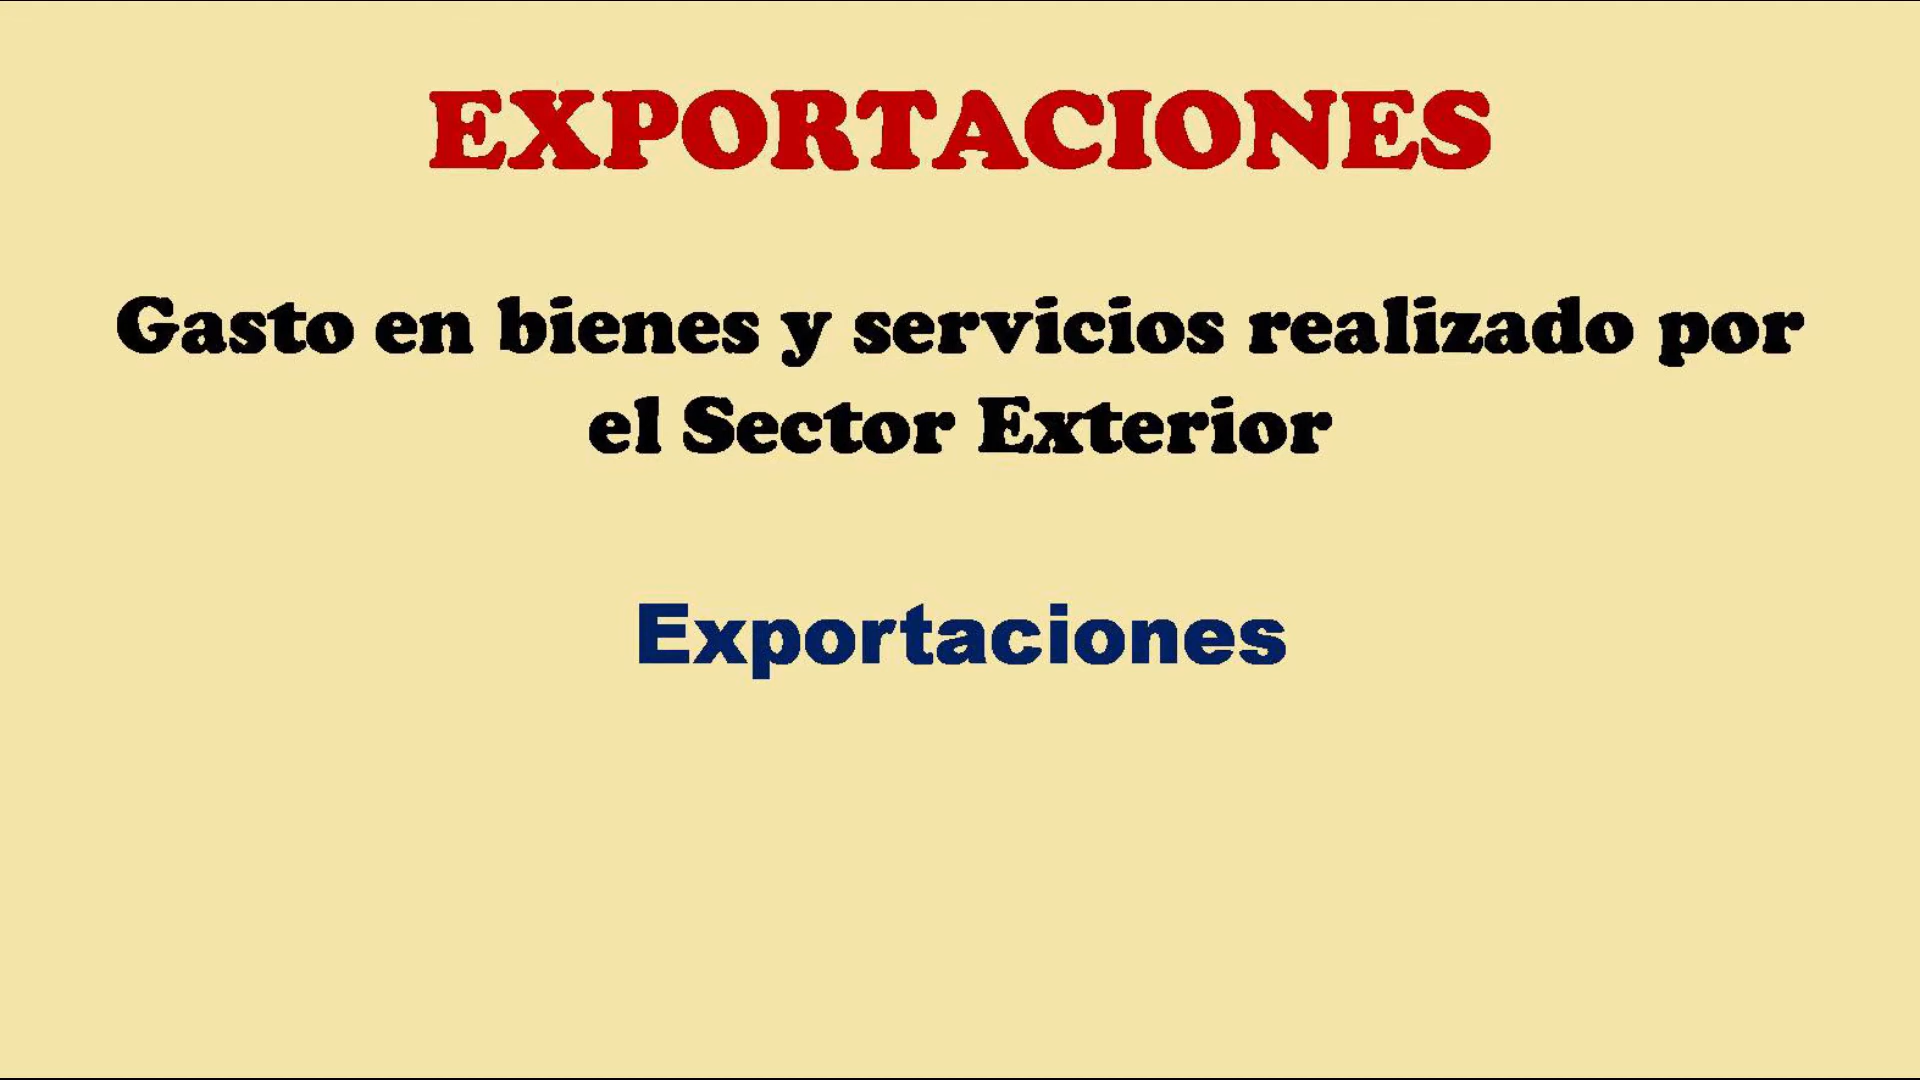 EXPORTACIONES
Gasto en bienes y servicios realizado por
el Sector Exterior
Exportaciones